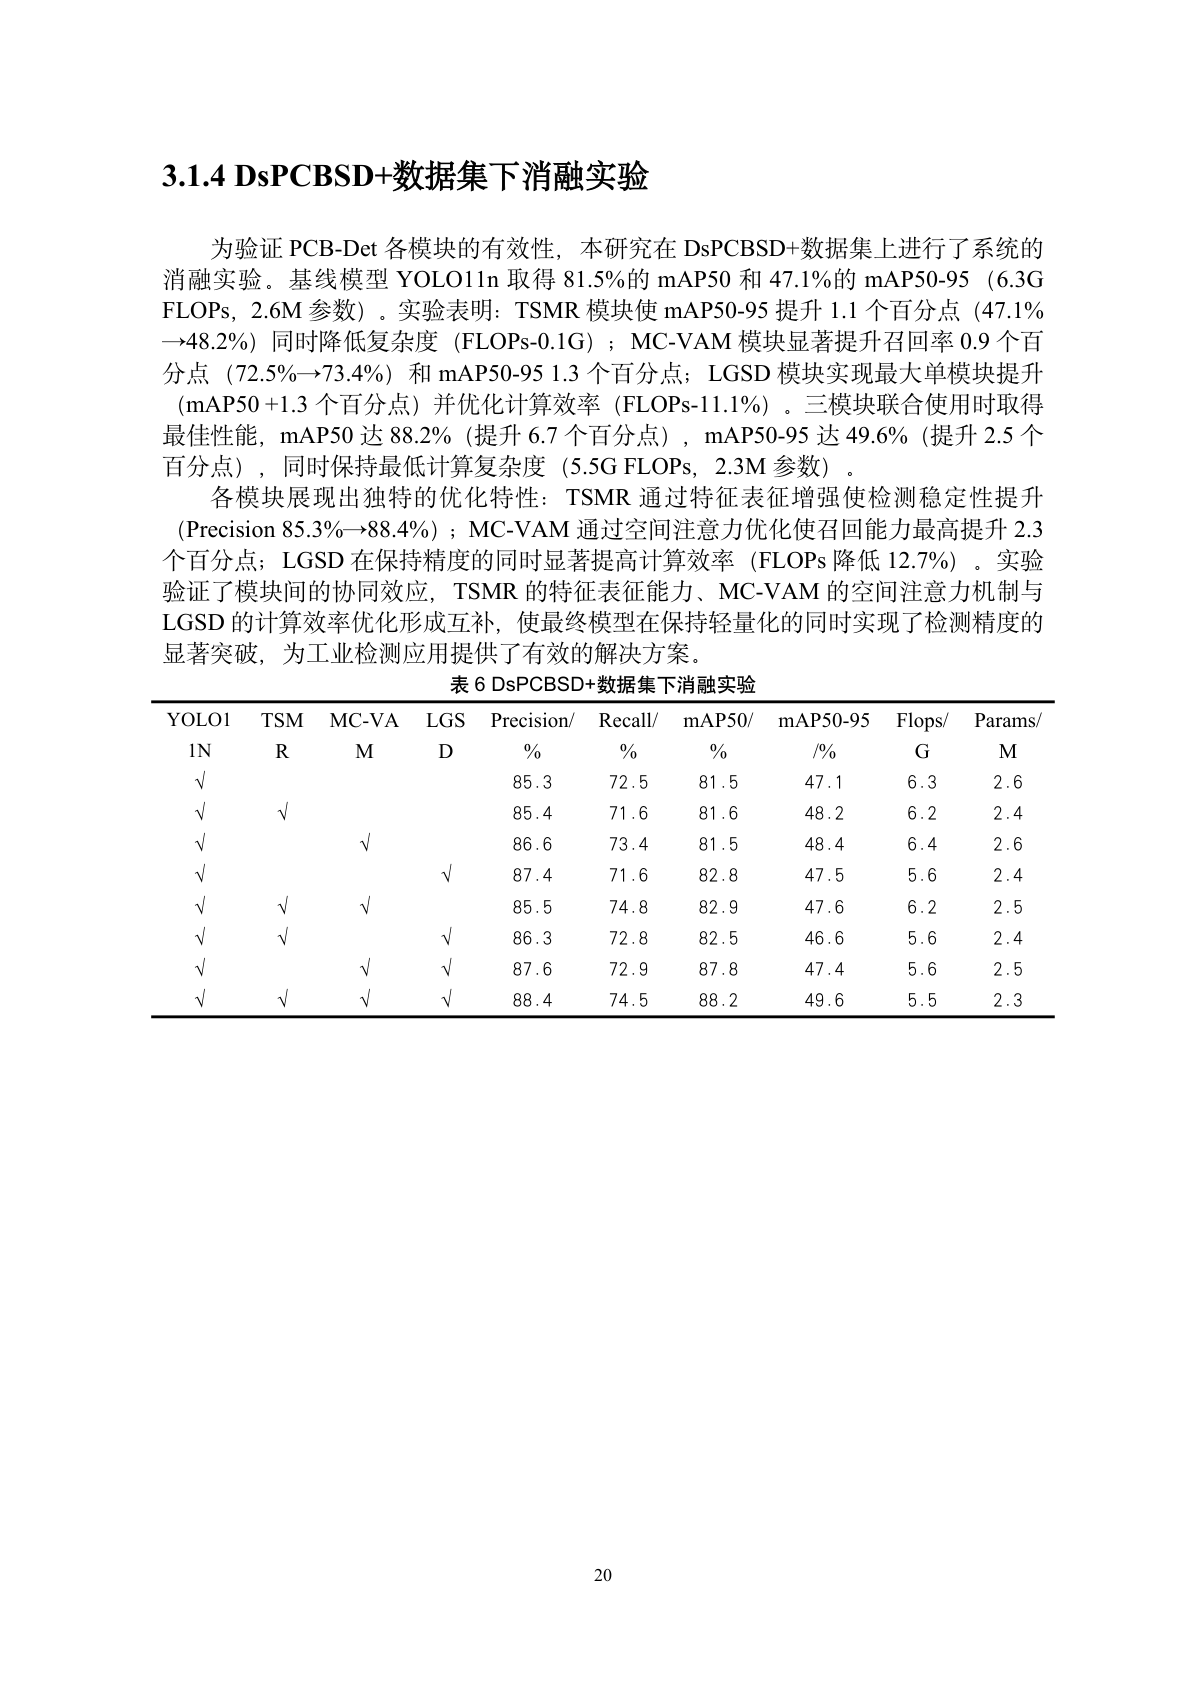 3.1.4 DsPCBSD+数据集下消融实验
为验证 PCB-Det 各模块的有效性，本研究在 DsPCBSD+数据集上进行了系统的
消融实验。基线模型 YOLO11n 取得 81.5%的 mAP50 和 47.1%的 mAP50-95（6.3G
FLOPs，2.6M 参数）。实验表明：TSMR 模块使 mAP50-95 提升 1.1 个百分点（47.1%
→48.2%）同时降低复杂度（FLOPs-0.1G）；MC-VAM 模块显著提升召回率 0.9 个百
分点（72.5%→73.4%）和 mAP50-95 1.3 个百分点；LGSD 模块实现最大单模块提升
（mAP50 +1.3 个百分点）并优化计算效率（FLOPs-11.1%）。三模块联合使用时取得
最佳性能，mAP50 达 88.2%（提升 6.7 个百分点），mAP50-95 达 49.6%（提升 2.5 个
百分点），同时保持最低计算复杂度（5.5G FLOPs，2.3M 参数）。
各模块展现出独特的优化特性：TSMR 通过特征表征增强使检测稳定性提升
（Precision 85.3%→88.4%）；MC-VAM 通过空间注意力优化使召回能力最高提升 2.3
个百分点；LGSD 在保持精度的同时显著提高计算效率（FLOPs 降低 12.7%）。实验
验证了模块间的协同效应，TSMR 的特征表征能力、MC-VAM 的空间注意力机制与
LGSD 的计算效率优化形成互补，使最终模型在保持轻量化的同时实现了检测精度的
显著突破，为工业检测应用提供了有效的解决方案。
表 6 DsPCBSD+数据集下消融实验
YOLO1 TSM MC-VA LGS Precision/ Recall/ mAP50/ mAP50-95 Flops/ Params/
1N R M D % % % /% G M
√ 85.3 72.5 81.5 47.1 6.3 2.6
√ √ 85.4 71.6 81.6 48.2 6.2 2.4
√ √ 86.6 73.4 81.5 48.4 6.4 2.6
√ √ 87.4 71.6 82.8 47.5 5.6 2.4
√ √ √ 85.5 74.8 82.9 47.6 6.2 2.5
√ √ √ 86.3 72.8 82.5 46.6 5.6 2.4
√ √ √ 87.6 72.9 87.8 47.4 5.6 2.5
√ √ √ √ 88.4 74.5 88.2 49.6 5.5 2.3
20